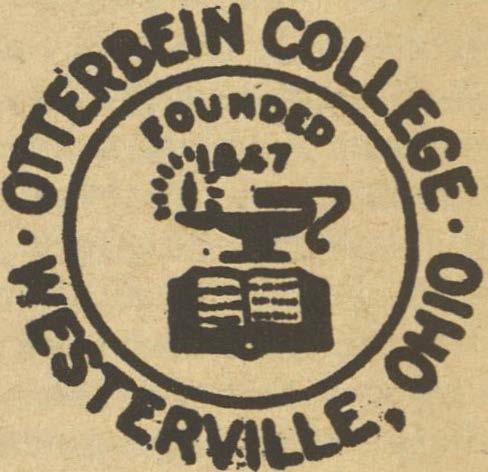 · OTTERBEIN COLLEGE ·
WESTERVILLE, OHIO
FOUNDED
1847